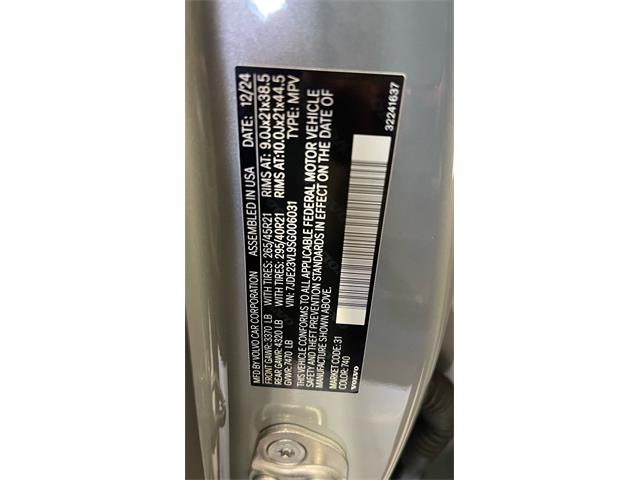 MFD BY VOLVO CAR CORPORATION ASSEMBLED IN USA DATE: 12/24
FRONT GAWR: 3370 LB WITH TIRES: 265/45R21 RIMS AT: 9.0Jx21x38.5
REAR GAWR: 4320 LB WITH TIRES: 295/40R21 RIMS AT:10.0Jx21x44.5
GVWR: 7470 LB VIN: 7JDE23VL9SG006031 TYPE: MPV
THIS VEHICLE CONFORMS TO ALL APPLICABLE FEDERAL MOTOR VEHICLE
SAFETY AND THEFT PREVENTION STANDARDS IN EFFECT ON THE DATE OF
MANUFACTURE SHOWN ABOVE.
MARKET CODE: 31
COLOR: 740
VOLVO
32241637